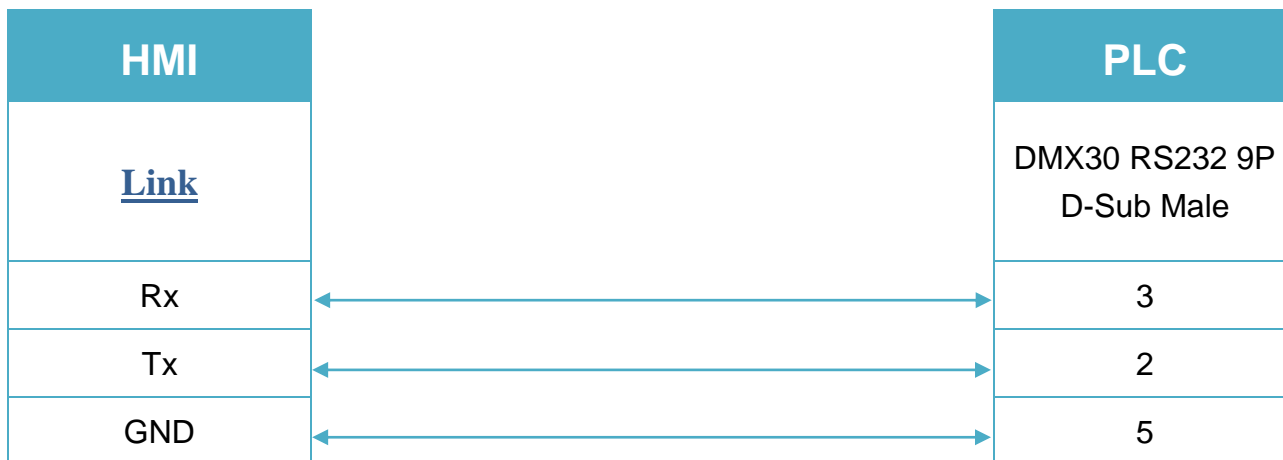 HMI PLC
Link DMX30 RS232 9P
D-Sub Male
Rx 3
Tx 2
GND 5